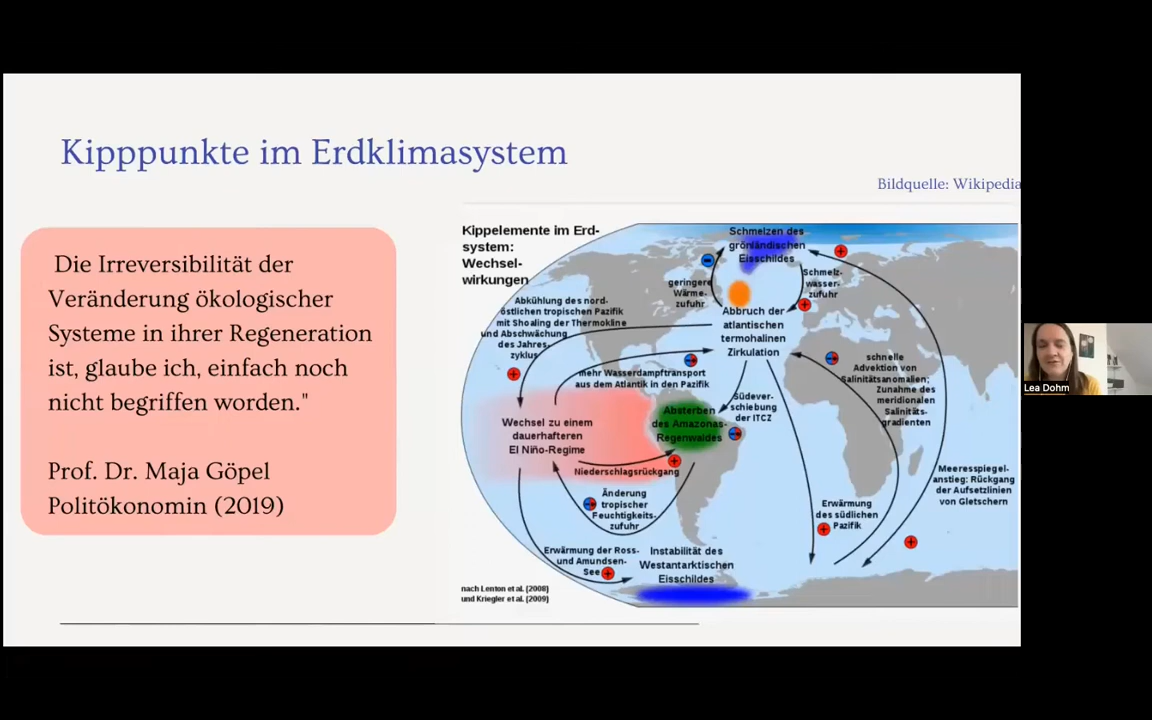 Kipppunkte im Erdklimasystem
Bildquelle: Wikipedia
Die Irreversibilität der
Veränderung ökologischer
Systeme in ihrer Regeneration
ist, glaube ich, einfach noch
nicht begriffen worden."
Prof. Dr. Maja Göpel
Politökonomin (2019)
Kippelemente im Erd-
system:
Wechsel-
wirkungen
Schmelzen des
grönländischen
Eisschildes
geringere
Wärme-
zufuhr
Schmelz-
wasser-
zufuhr
Abbruch der
atlantischen
termohalinen
Zirkulation
Abkühlung des nord-
östlichen tropischen Pazifik
mit Shoaling der Thermokline
und Abschwächung
des Jahres-
zyklus
mehr Wasserdampftransport
aus dem Atlantik in den Pazifik
schnelle
Advektion von
Salinitätsanomalien;
Zunahme des
meridionalen
Salinitäts-
gradienten
Südever-
schiebung
der ITCZ
Absterben
des Amazonas-
Regenwaldes
Wechsel zu einem
dauerhafteren
El Niño-Regime
Niederschlagsrückgang
Änderung
tropischer
Feuchtigkeits-
zufuhr
Meeresspiegel-
anstieg; Rückgang
der Aufsetzlinien
von Gletschern
Erwärmung
des südlichen
Pazifik
Erwärmung der Ross-
und Amundsen-
See
Instabilität des
Westantarktischen
Eisschildes
nach Lenton et al. (2008)
und Kriegler et al. (2009)
Lea Dohm